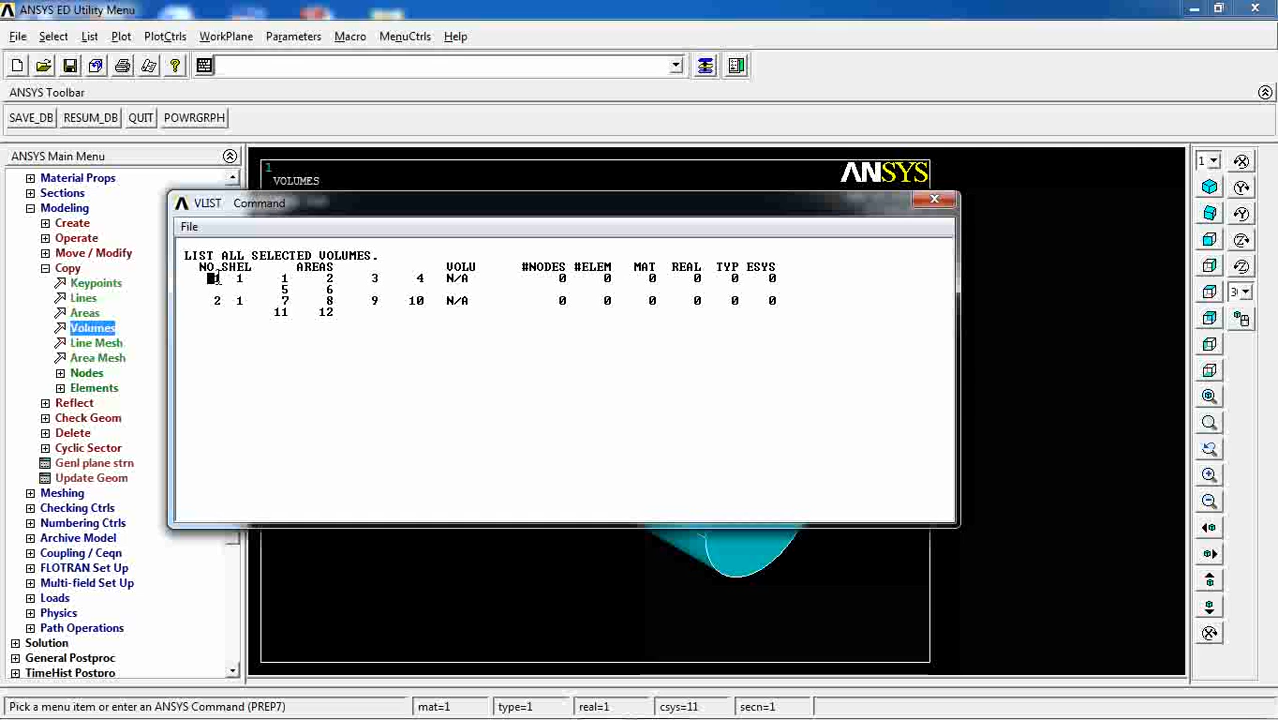 ANSYS ED Utility Menu
File Select List Plot PlotCtrls WorkPlane Parameters Macro MenuCtrls Help
ANSYS Toolbar
SAVE_DB RESUM_DB QUIT POWRGRPH
ANSYS Main Menu
Material Props
Sections
Modeling
Create
Operate
Move / Modify
Copy
Keypoints
Lines
Areas
Volumes
Line Mesh
Area Mesh
Nodes
Elements
Reflect
Check Geom
Delete
Cyclic Sector
Genl plane strn
Update Geom
Meshing
Checking Ctrls
Numbering Ctrls
Archive Model
Coupling / Ceqn
FLOTRAN Set Up
Multi-field Set Up
Loads
Physics
Path Operations
Solution
General Postproc
TimeHist Postpro
1
VOLUMES
ANSYS
VLIST Command
File
LIST ALL SELECTED VOLUMES.
NO. SHEL AREAS VOLU #NODES #ELEM MAT REAL TYP ESYS
1 1 1 2 3 4 N/A 0 0 0 0 0 0
5 6
2 1 7 8 9 10 N/A 0 0 0 0 0 0
11 12
1
Pick a menu item or enter an ANSYS Command (PREP7) mat=1 type=1 real=1 csys=11 secn=1